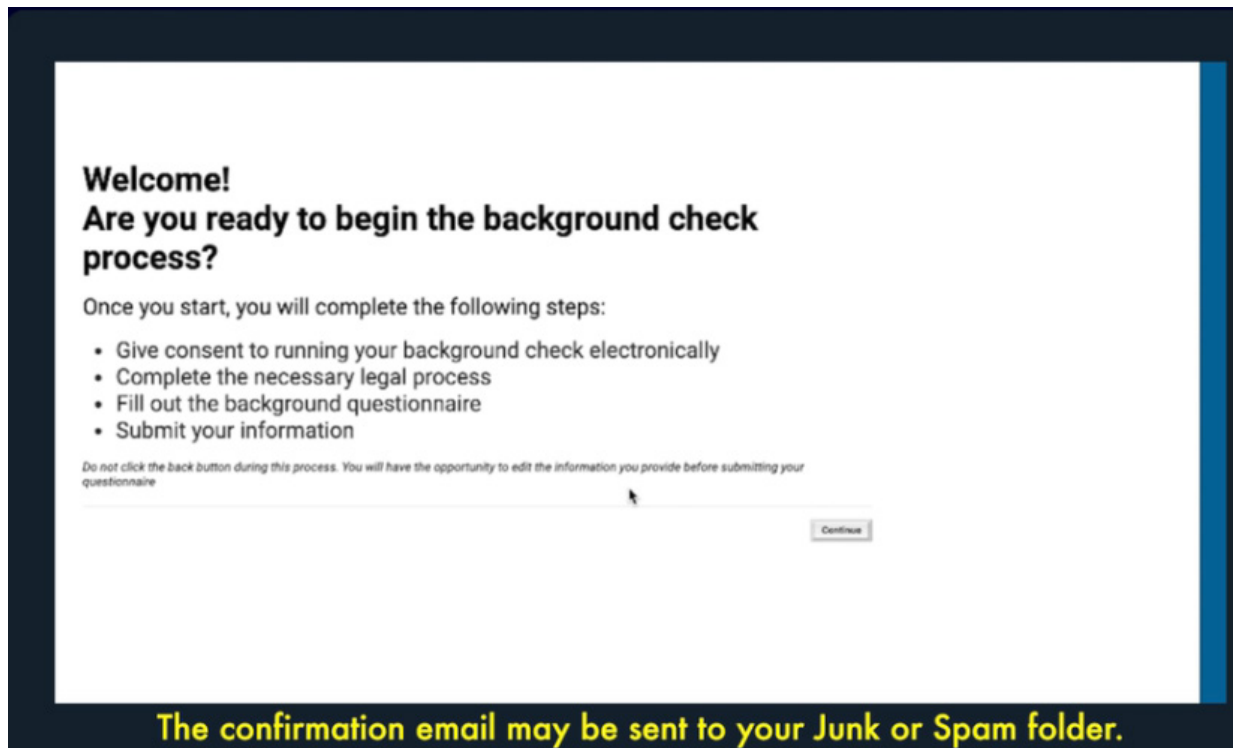 Welcome!
Are you ready to begin the background check
process?
Once you start, you will complete the following steps:
• Give consent to running your background check electronically
• Complete the necessary legal process
• Fill out the background questionnaire
• Submit your information
Do not click the back button during this process. You will have the opportunity to edit the information you provide before submitting your
questionnaire
Continue
The confirmation email may be sent to your Junk or Spam folder.